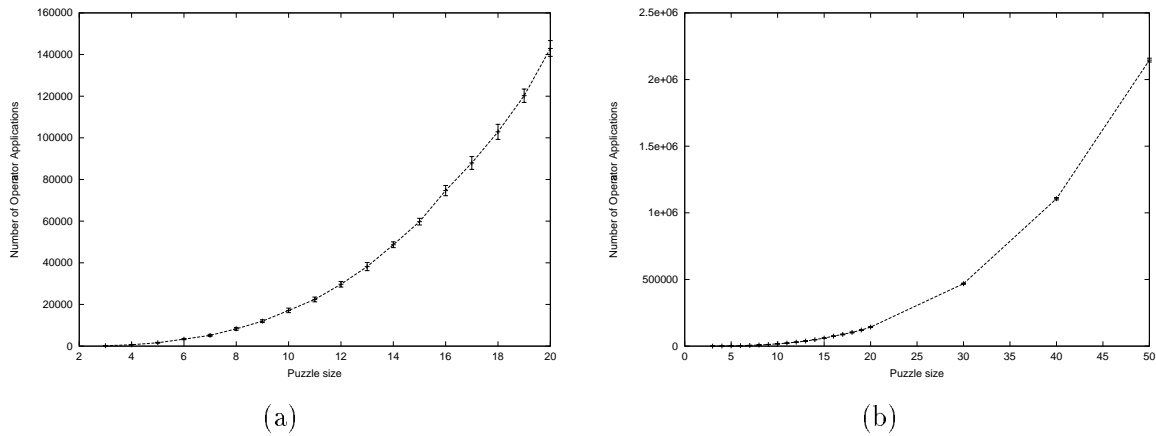 160000
140000
120000
100000
80000
60000
40000
20000
0
Number of Operator Applications
2 4 6 8 10 12 14 16 18 20
Puzzle size
(a)
2.5e+06
2e+06
1.5e+06
1e+06
500000
0
Number of Operator Applications
0 5 10 15 20 25 30 35 40 45 50
Puzzle size
(b)